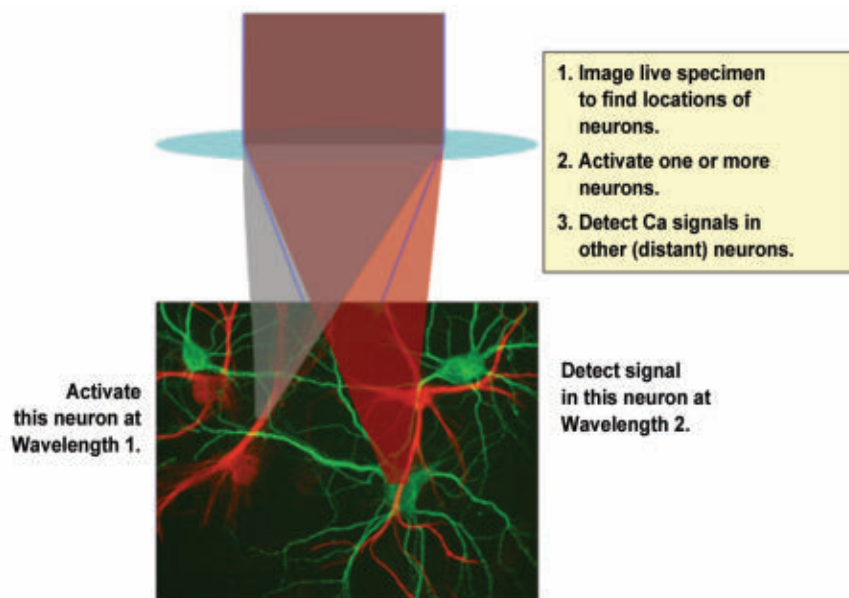 1. Image live specimen
to find locations of
neurons.
2. Activate one or more
neurons.
3. Detect Ca signals in
other (distant) neurons.
Activate
this neuron at
Wavelength 1.
Detect signal
in this neuron at
Wavelength 2.